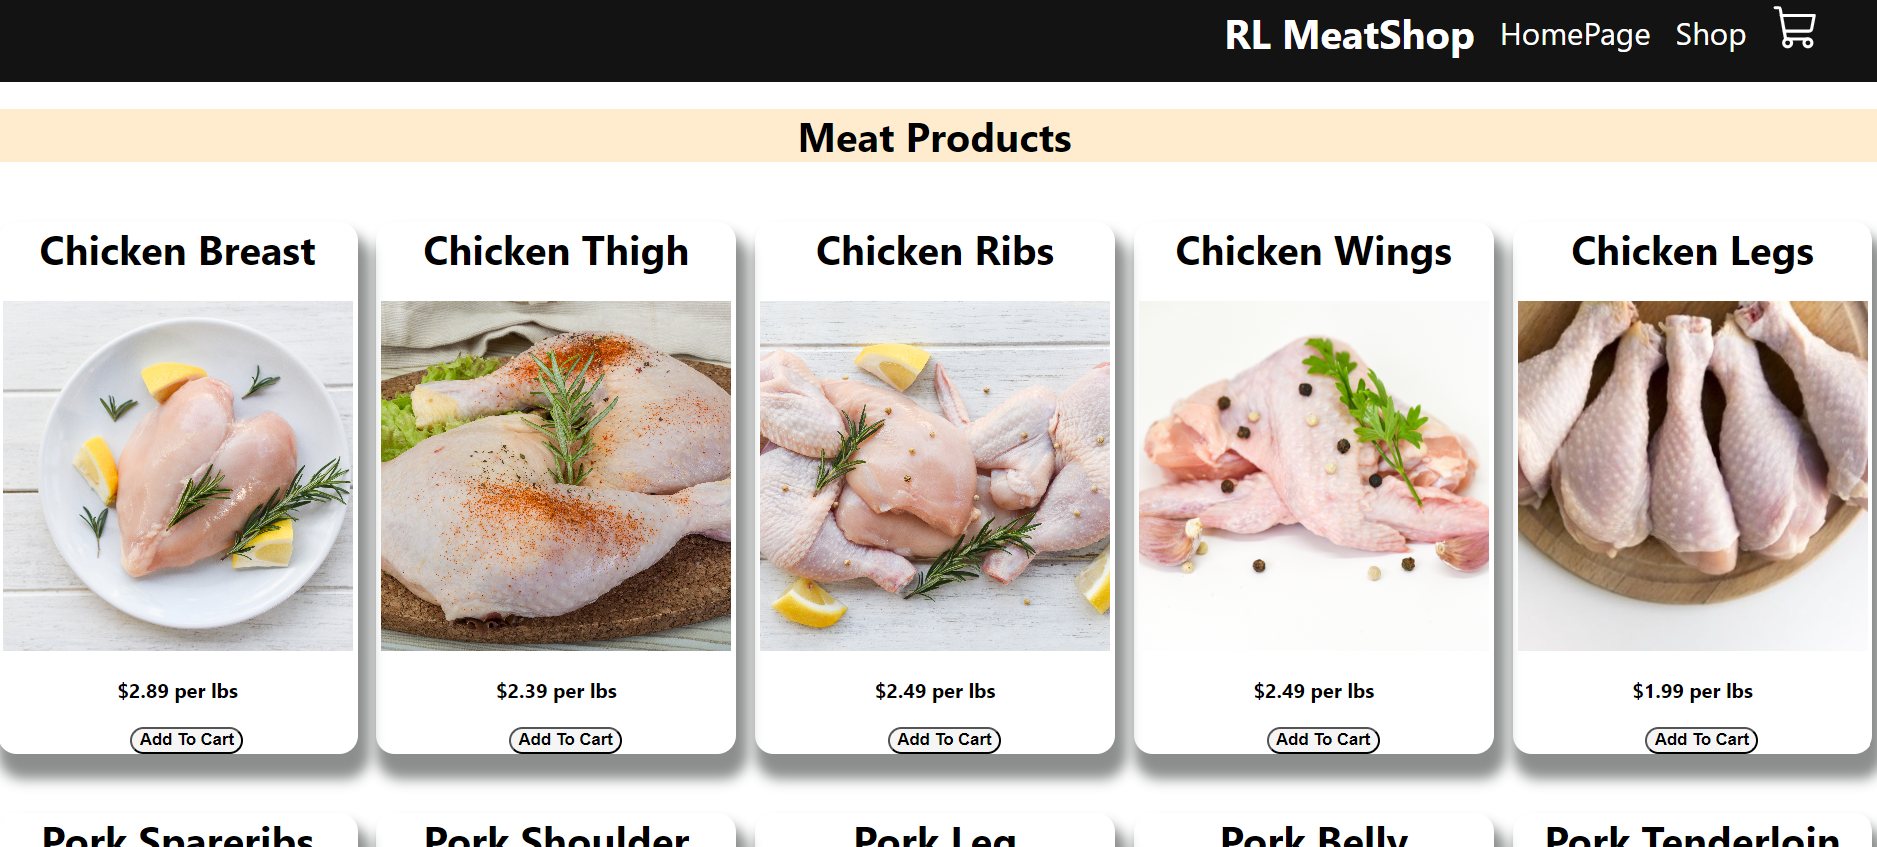 RL MeatShop HomePage Shop
Meat Products
Chicken Breast
Chicken Thigh
Chicken Ribs
Chicken Wings
Chicken Legs
$2.89 per lbs
$2.39 per lbs
$2.49 per lbs
$2.49 per lbs
$1.99 per lbs
Add To Cart
Add To Cart
Add To Cart
Add To Cart
Add To Cart
Pork Spareribs
Pork Shoulder
Pork Leg
Pork Belly
Pork Tenderloin